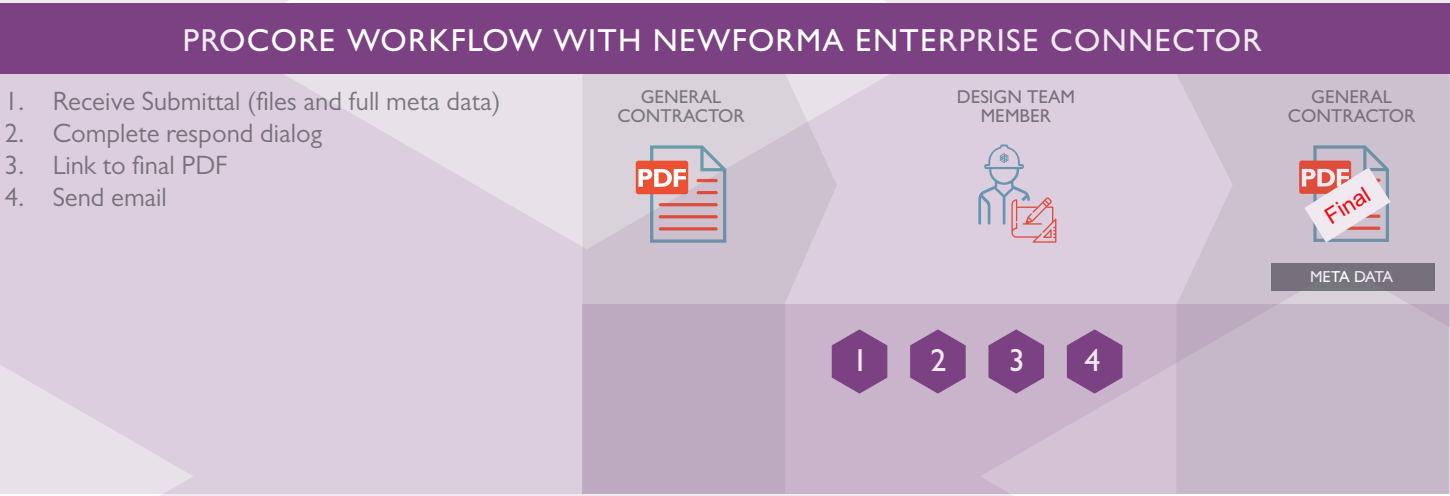 PROCORE WORKFLOW WITH NEWFORMA ENTERPRISE CONNECTOR
1. Receive Submittal (files and full meta data)
2. Complete respond dialog
3. Link to final PDF
4. Send email
GENERAL
CONTRACTOR
PDF
DESIGN TEAM
MEMBER
GENERAL
CONTRACTOR
PDF
Final
META DATA
1 2 3 4